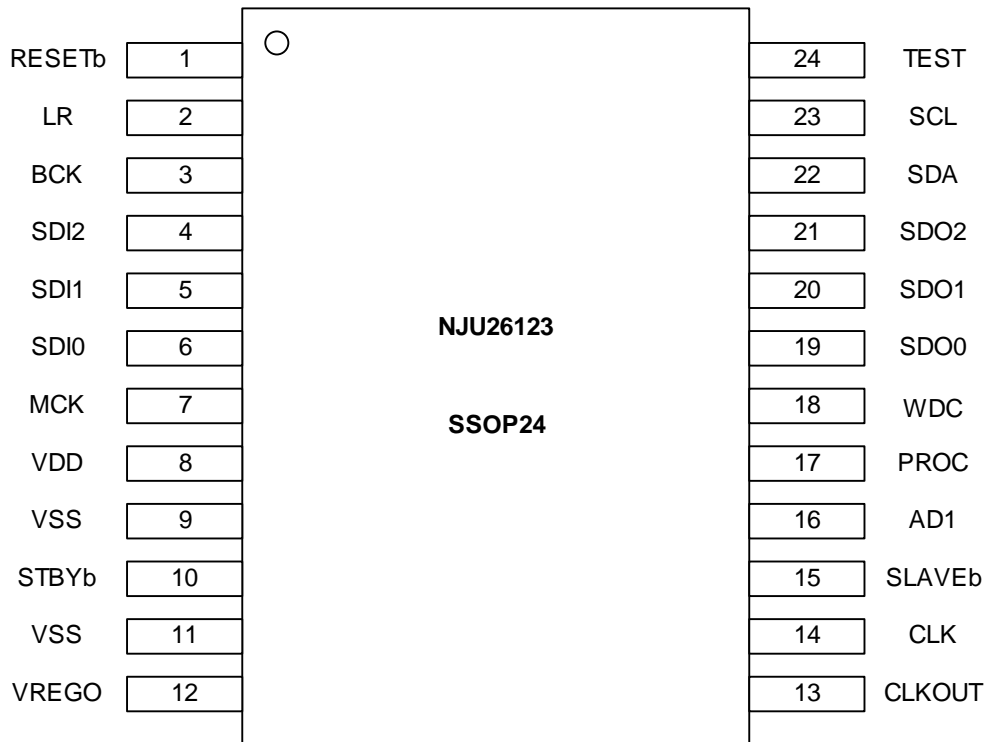 RESETb 1 24 TEST
LR 2 23 SCL
BCK 3 22 SDA
SDI2 4 21 SDO2
SDI1 5 20 SDO1
NJU26123
SDI0 6 19 SDO0
MCK 7 18 WDC
SSOP24
VDD 8 17 PROC
VSS 9 16 AD1
STBYb 10 15 SLAVEb
VSS 11 14 CLK
VREGO 12 13 CLKOUT